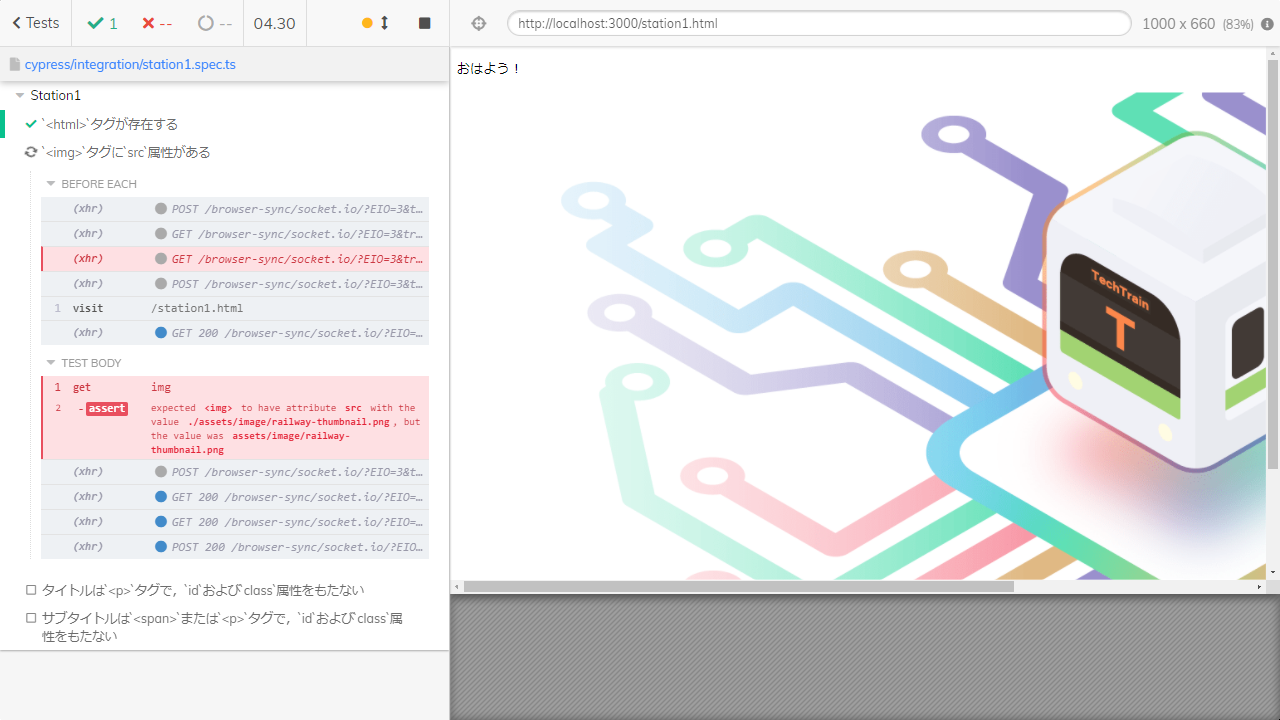 Tests
1
--
--
04.30
http://localhost:3000/station1.html
1000 x 660 (83%)
cypress/integration/station1.spec.ts
Station1
`<html>`タグが存在する
`<img>`タグに`src`属性がある
BEFORE EACH
(xhr) POST /browser-sync/socket.io/?EIO=3&t…
(xhr) GET /browser-sync/socket.io/?EIO=3&tr…
(xhr) GET /browser-sync/socket.io/?EIO=3&tr…
(xhr) POST /browser-sync/socket.io/?EIO=3&t…
1 visit /station1.html
(xhr) GET 200 /browser-sync/socket.io/?EIO=…
TEST BODY
1 get img
2 -assert expected <img> to have attribute src with the
value ./assets/image/railway-thumbnail.png, but
the value was assets/image/railway-
thumbnail.png
(xhr) POST /browser-sync/socket.io/?EIO=3&t…
(xhr) GET 200 /browser-sync/socket.io/?EIO=…
(xhr) GET 200 /browser-sync/socket.io/?EIO=…
(xhr) POST 200 /browser-sync/socket.io/?EIO…
タイトルは`<p>`タグで，`id`および`class`属性をもたない
サブタイトルは`<span>`または`<p>`タグで，`id`および`class`属
性をもたない
おはよう！
TechTrain
T